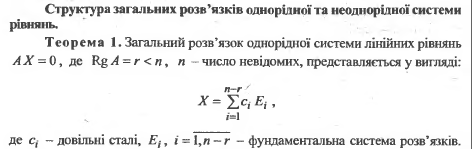 Структура загальних розв’язків однорідної та неоднорідної системи
рівнянь.
Теорема 1. Загальний розв’язок однорідної системи лінійних рівнянь
AX = 0, де Rg A = r < n, n – число невідомих, представляється у вигляді:
X = \sum_{i=1}^{n-r} c_i E_i ,
де c_i – довільні сталі, E_i, i = \overline{1, n-r} – фундаментальна система розв’язків.